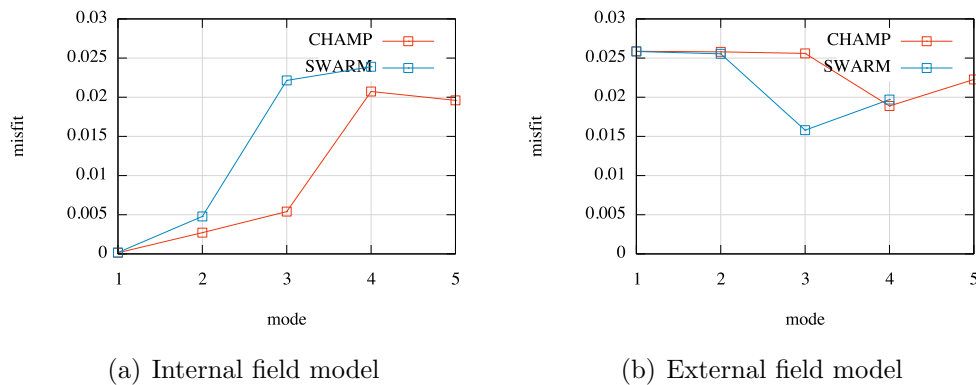 0.03
0.025
0.02
0.015
0.01
0.005
0
misfit
CHAMP
SWARM
1 2 3 4 5
mode
(a) Internal field model
0.03
0.025
0.02
0.015
0.01
0.005
0
misfit
CHAMP
SWARM
1 2 3 4 5
mode
(b) External field model